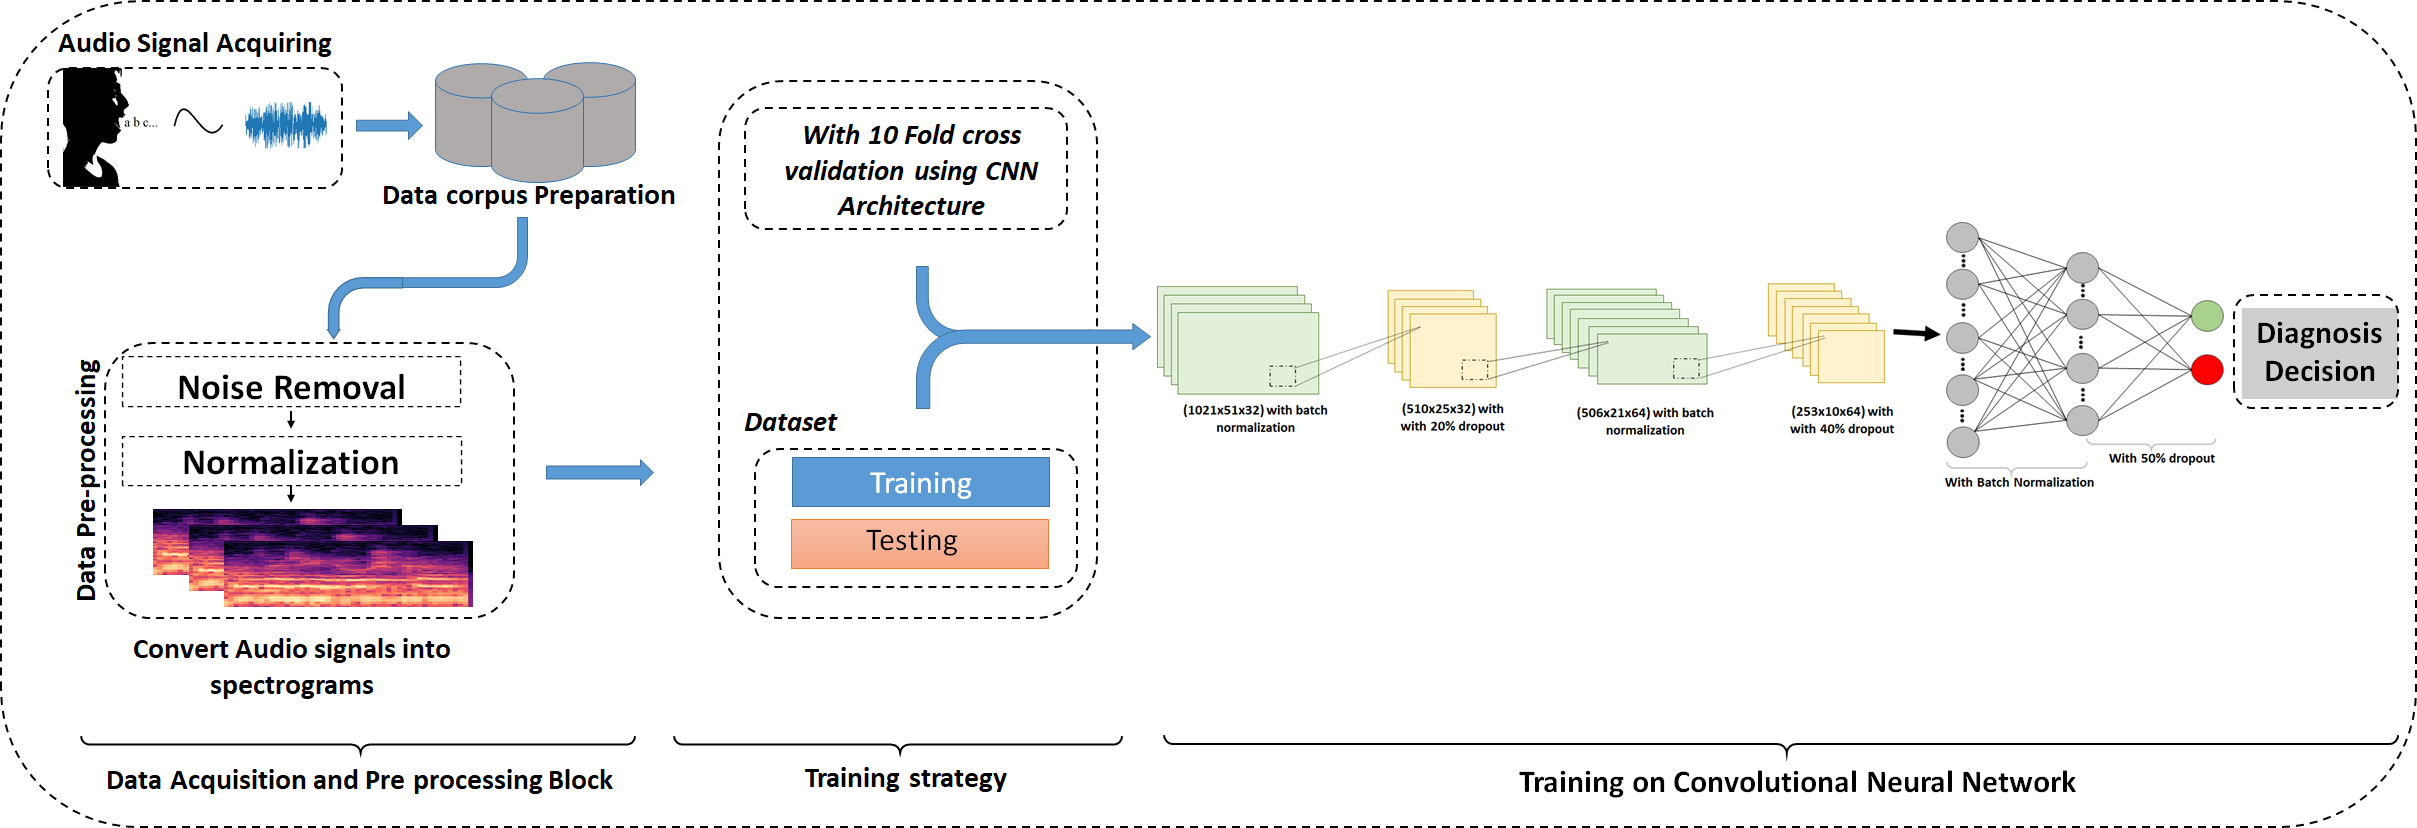 Audio Signal Acquiring
a b c...
Data corpus Preparation
Data Pre-processing
Noise Removal
Normalization
Convert Audio signals into
spectrograms
Data Acquisition and Pre processing Block
With 10 Fold cross
validation using CNN
Architecture
Dataset
Training
Testing
Training strategy
(1021x51x32) with batch
normalization
(510x25x32) with
with 20% dropout
(506x21x64) with batch
normalization
(253x10x64) with
with 40% dropout
With Batch Normalization
With 50% dropout
Diagnosis
Decision
Training on Convolutional Neural Network